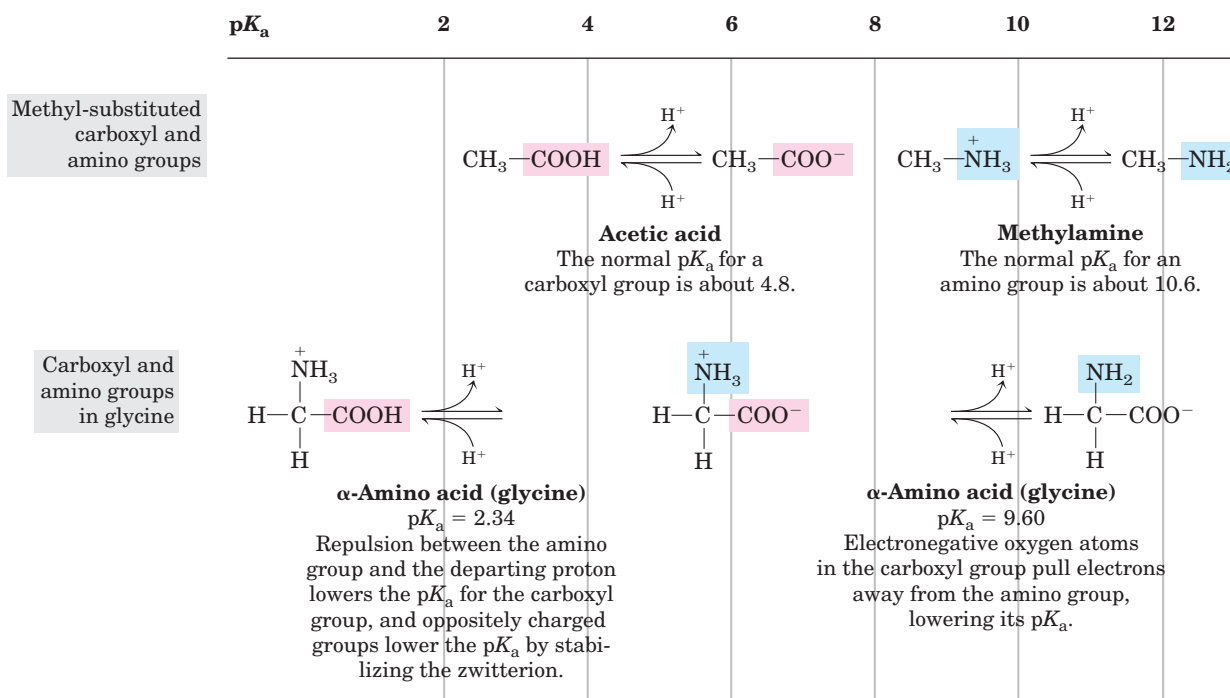 pKa 2 4 6 8 10 12
Methyl-substituted
carboxyl and
amino groups
H+ H+
CH3—COOH CH3—COO− CH3—N+H3 CH3—NH2
H+ H+
Acetic acid
The normal pKa for a
carboxyl group is about 4.8.
Methylamine
The normal pKa for an
amino group is about 10.6.
Carboxyl and
amino groups
in glycine
+NH3 H+ +NH3 H+ NH2
H—C—COOH H—C—COO− H—C—COO−
H H+ H H+ H
α-Amino acid (glycine)
pKa = 2.34
Repulsion between the amino
group and the departing proton
lowers the pKa for the carboxyl
group, and oppositely charged
groups lower the pKa by stabi-
lizing the zwitterion.
α-Amino acid (glycine)
pKa = 9.60
Electronegative oxygen atoms
in the carboxyl group pull electrons
away from the amino group,
lowering its pKa.